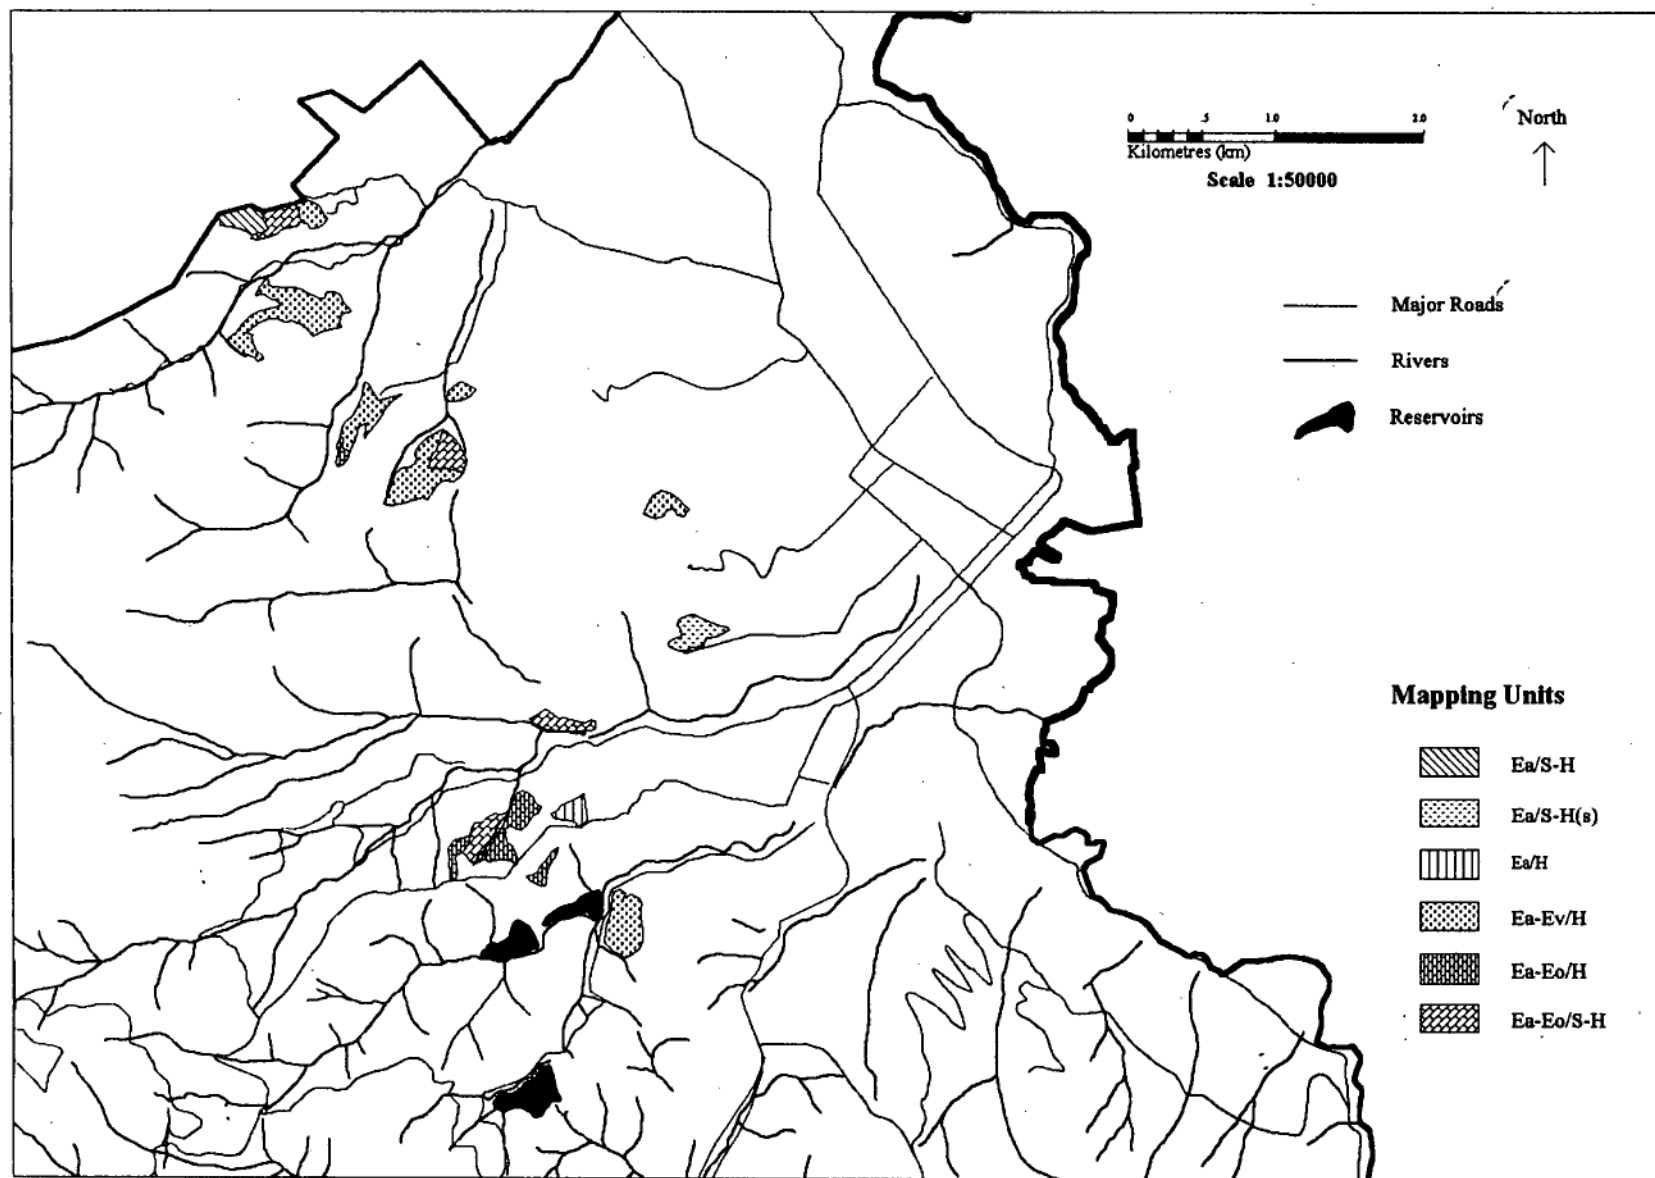 0 .5 1.0 2.0
Kilometres (km)
Scale 1:50000
North
Major Roads
Rivers
Reservoirs
Mapping Units
Ea/S-H
Ea/S-H(s)
Ea/H
Ea-Ev/H
Ea-Eo/H
Ea-Eo/S-H